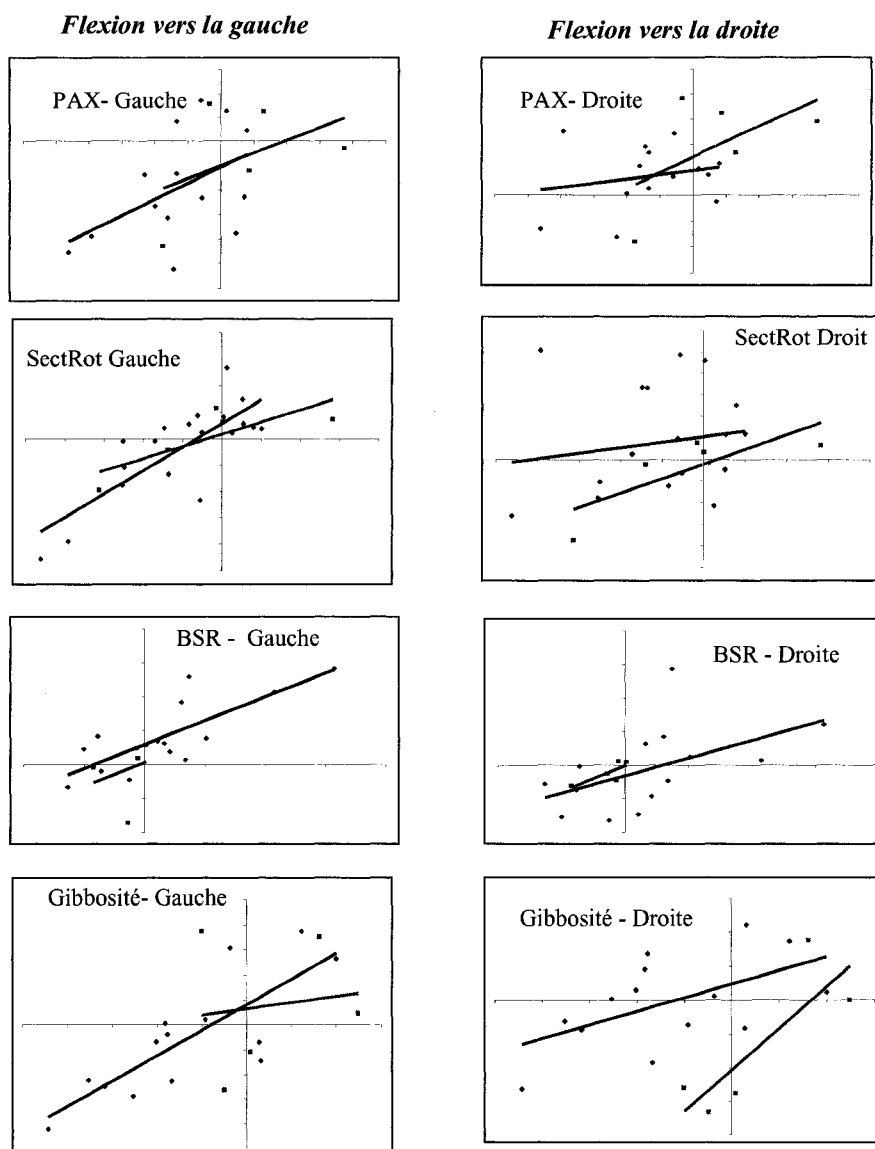 Flexion vers la gauche
Flexion vers la droite
PAX- Gauche
PAX- Droite
SectRot Gauche
SectRot Droit
BSR - Gauche
BSR - Droite
Gibbosité- Gauche
Gibbosité - Droite